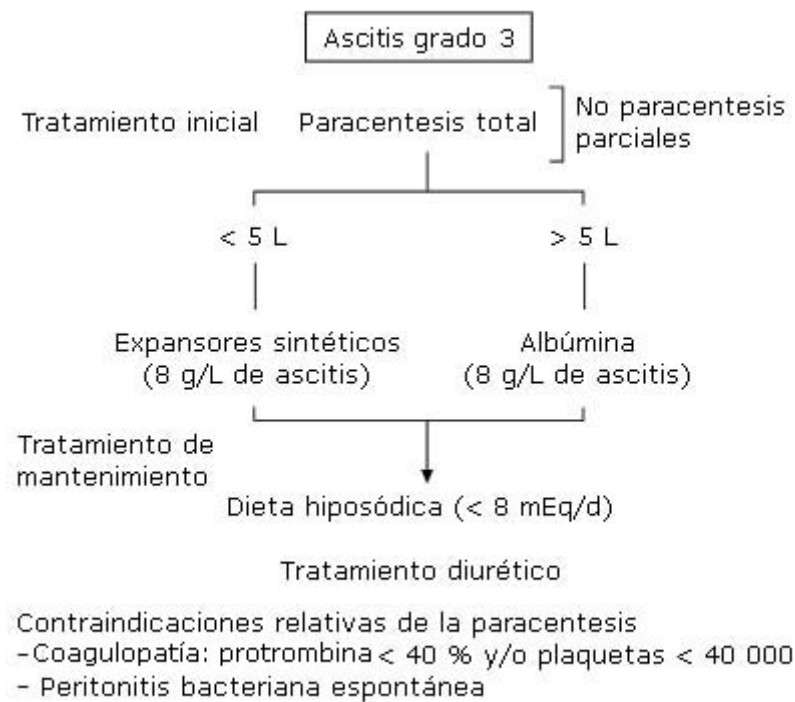 Ascitis grado 3
Tratamiento inicial
Paracentesis total
No paracentesis
parciales
< 5 L
> 5 L
Expansores sintéticos
(8 g/L de ascitis)
Albúmina
(8 g/L de ascitis)
Tratamiento de
mantenimiento
Dieta hiposódica (< 8 mEq/d)
Tratamiento diurético
Contraindicaciones relativas de la paracentesis
-Coagulopatía: protrombina < 40 % y/o plaquetas < 40 000
- Peritonitis bacteriana espontánea